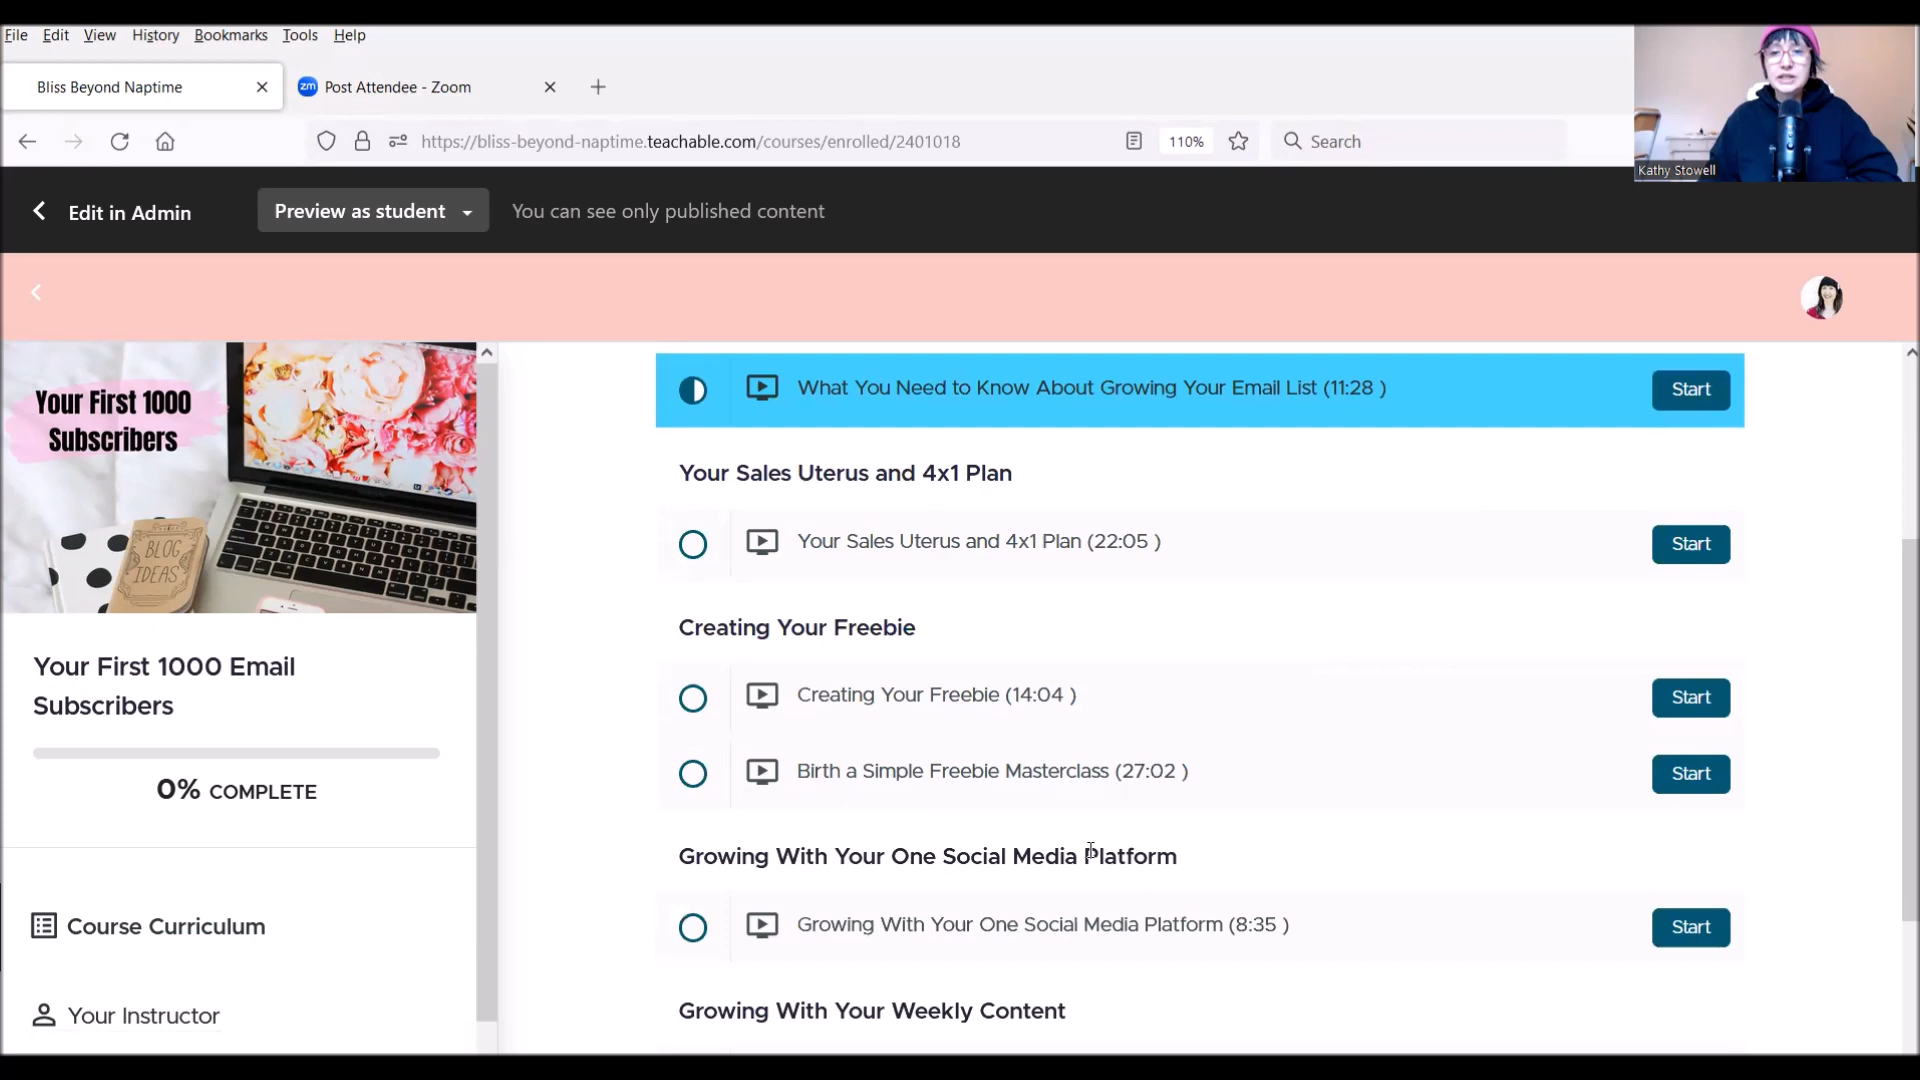 File Edit View History Bookmarks Tools Help
Bliss Beyond Naptime
zm Post Attendee - Zoom
https://bliss-beyond-naptime.teachable.com/courses/enrolled/2401018
110%
Search
Kathy Stowell
Edit in Admin
Preview as student
You can see only published content
Your First 1000
Subscribers
BLOG
IDEAS
Your First 1000 Email
Subscribers
0% COMPLETE
Course Curriculum
Your Instructor
What You Need to Know About Growing Your Email List (11:28 )
Start
Your Sales Uterus and 4x1 Plan
Your Sales Uterus and 4x1 Plan (22:05 )
Start
Creating Your Freebie
Creating Your Freebie (14:04 )
Start
Birth a Simple Freebie Masterclass (27:02 )
Start
Growing With Your One Social Media Platform
Growing With Your One Social Media Platform (8:35 )
Start
Growing With Your Weekly Content